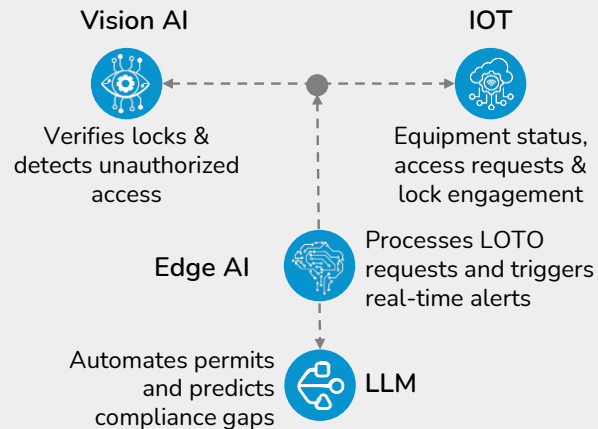 Vision AI
IOT
Verifies locks &
detects unauthorized
access
Equipment status,
access requests &
lock engagement
Edge AI
Processes LOTO
requests and triggers
real-time alerts
Automates permits
and predicts
compliance gaps
LLM